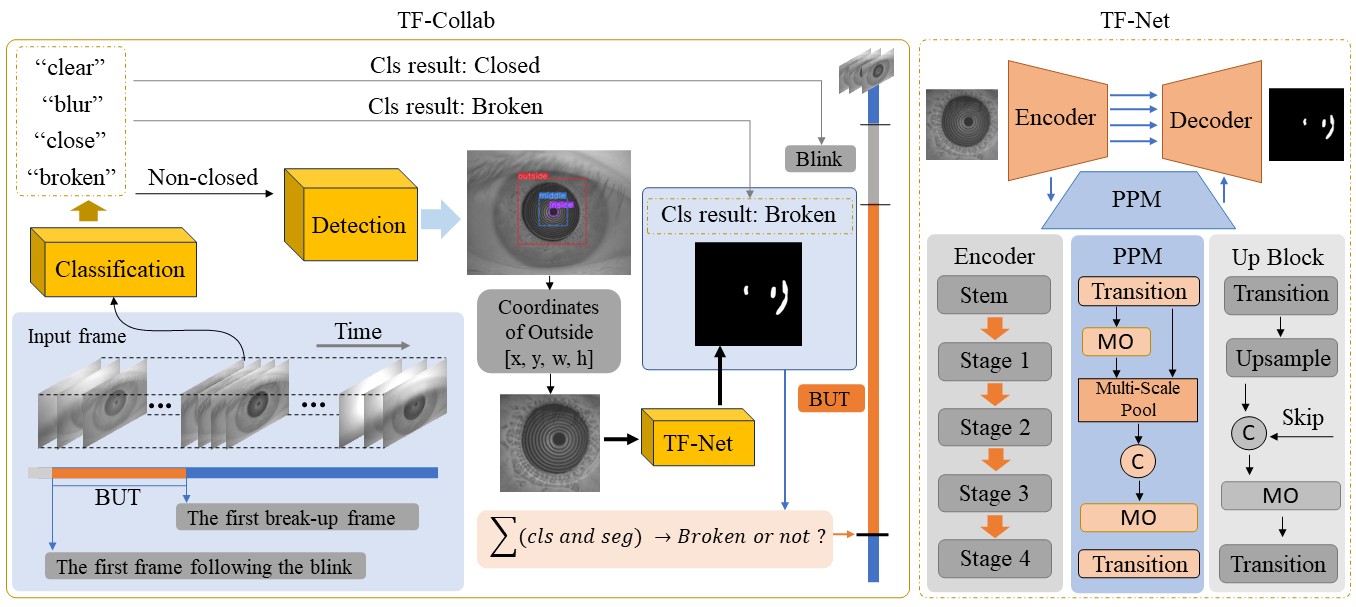 TF-Collab
“clear”
“blur”
“close”
“broken”
Cls result: Closed
Cls result: Broken
Non-closed
Classification
Detection
outside
middle
inside
Coordinates
of Outside
[x, y, w, h]
TF-Net
Cls result: Broken
Blink
BUT
Input frame
Time
BUT
The first break-up frame
The first frame following the blink
∑(cls and seg) → Broken or not ?
TF-Net
Encoder
Decoder
PPM
Encoder
Stem
Stage 1
Stage 2
Stage 3
Stage 4
PPM
Transition
MO
Multi-Scale
Pool
C
MO
Transition
Up Block
Transition
Upsample
C
Skip
MO
Transition